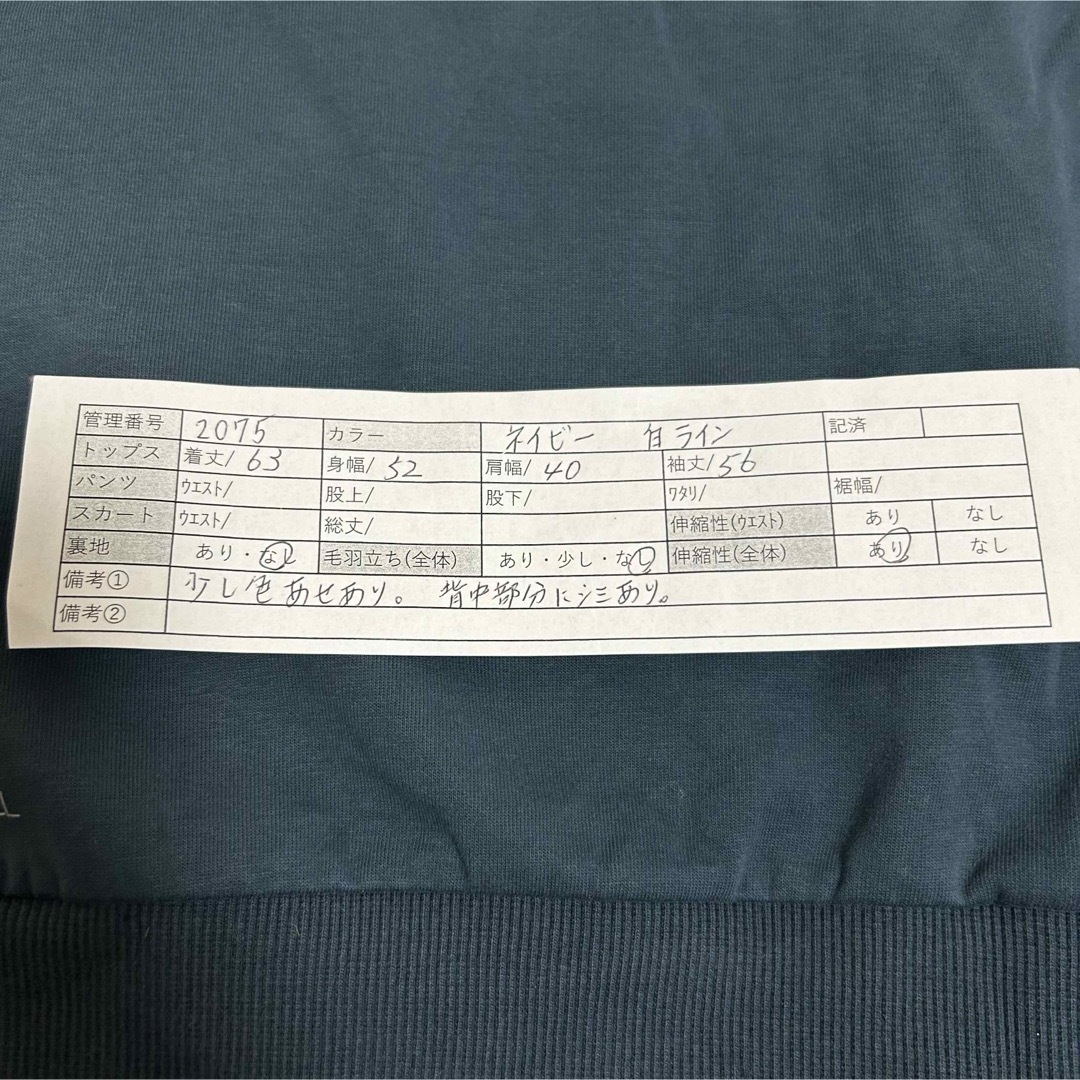 管理番号 2075 カラー ネイビー 白ライン 記済
トップス 着丈/ 63 身幅/ 52 肩幅/ 40 袖丈/ 56
パンツ ｳｴｽﾄ/ 股上/ 股下/ ﾜﾀﾘ/ 裾幅/
スカート ｳｴｽﾄ/ 総丈/ 伸縮性(ｳｴｽﾄ) あり なし
裏地 あり・なし 毛羽立ち(全体) あり・少し・なし 伸縮性(全体) あり なし
備考① 少し色あせあり。 背中部分にシミあり。
備考②